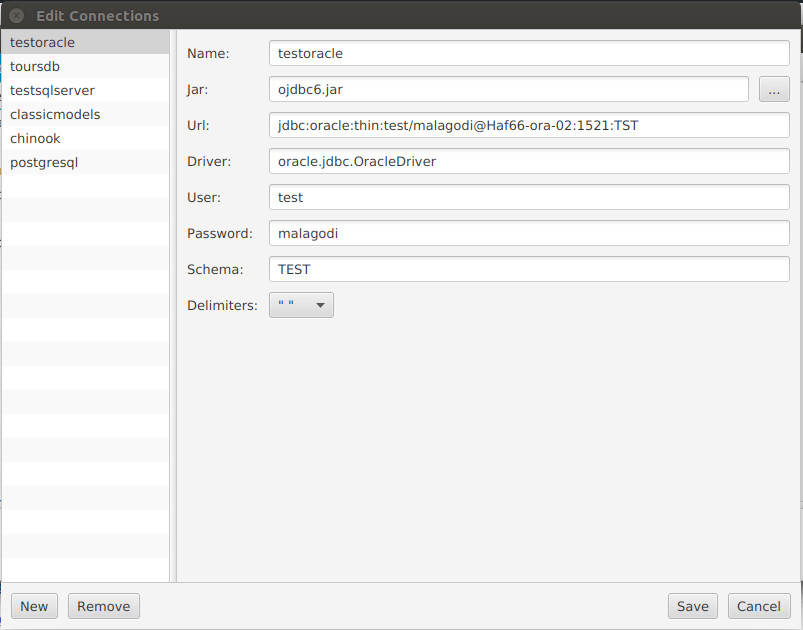 Edit Connections
testoracle
toursdb
testsqlserver
classicmodels
chinook
postgresql
Name: testoracle
Jar: ojdbc6.jar ...
Url: jdbc:oracle:thin:test/malagodi@Haf66-ora-02:1521:TST
Driver: oracle.jdbc.OracleDriver
User: test
Password: malagodi
Schema: TEST
Delimiters: " "
New Remove Save Cancel